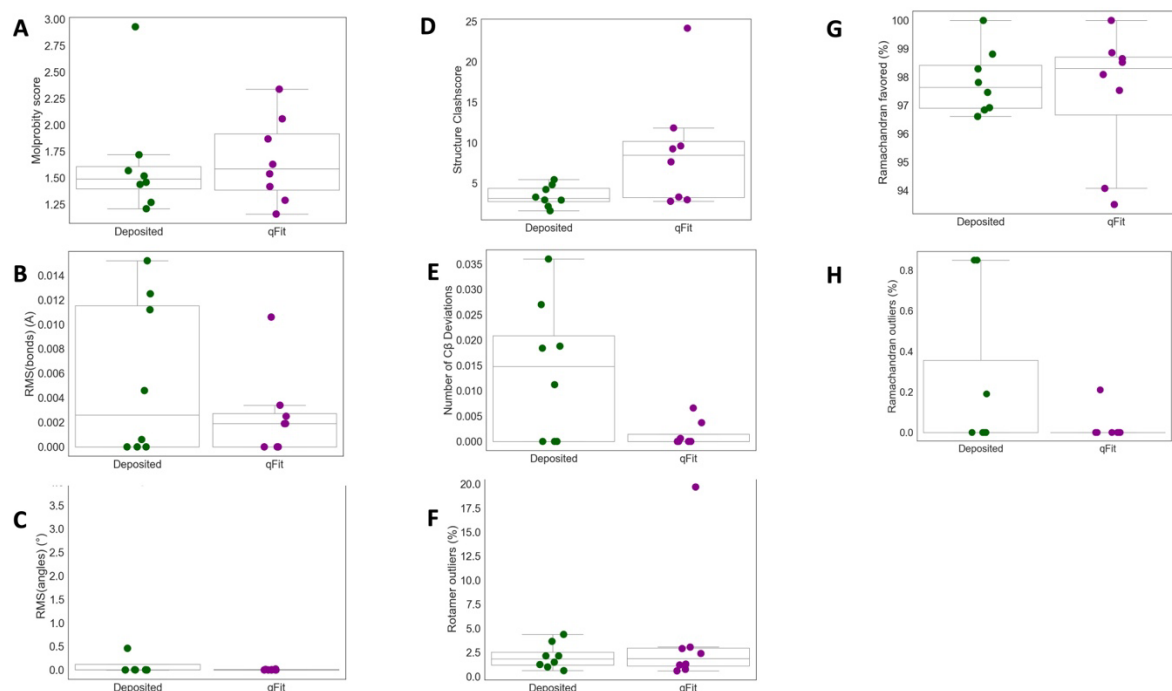 A
Molprobity score
3.00
2.75
2.50
2.25
2.00
1.75
1.50
1.25
Deposited qFit
B
RMS(bonds) (A)
0.014
0.012
0.010
0.008
0.006
0.004
0.002
0.000
Deposited qFit
C
RMS(angles) (°)
3.5
3.0
2.5
2.0
1.5
1.0
0.5
0.0
Deposited qFit
D
Structure Clashscore
25
20
15
10
5
Deposited qFit
E
Number of Cβ Deviations
0.035
0.030
0.025
0.020
0.015
0.010
0.005
0.000
Deposited qFit
F
Rotamer outliers (%)
20.0
17.5
15.0
12.5
10.0
7.5
5.0
2.5
0.0
Deposited qFit
G
Ramachandran favored (%)
100
99
98
97
96
95
94
Deposited qFit
H
Ramachandran outliers (%)
0.8
0.6
0.4
0.2
0.0
Deposited qFit